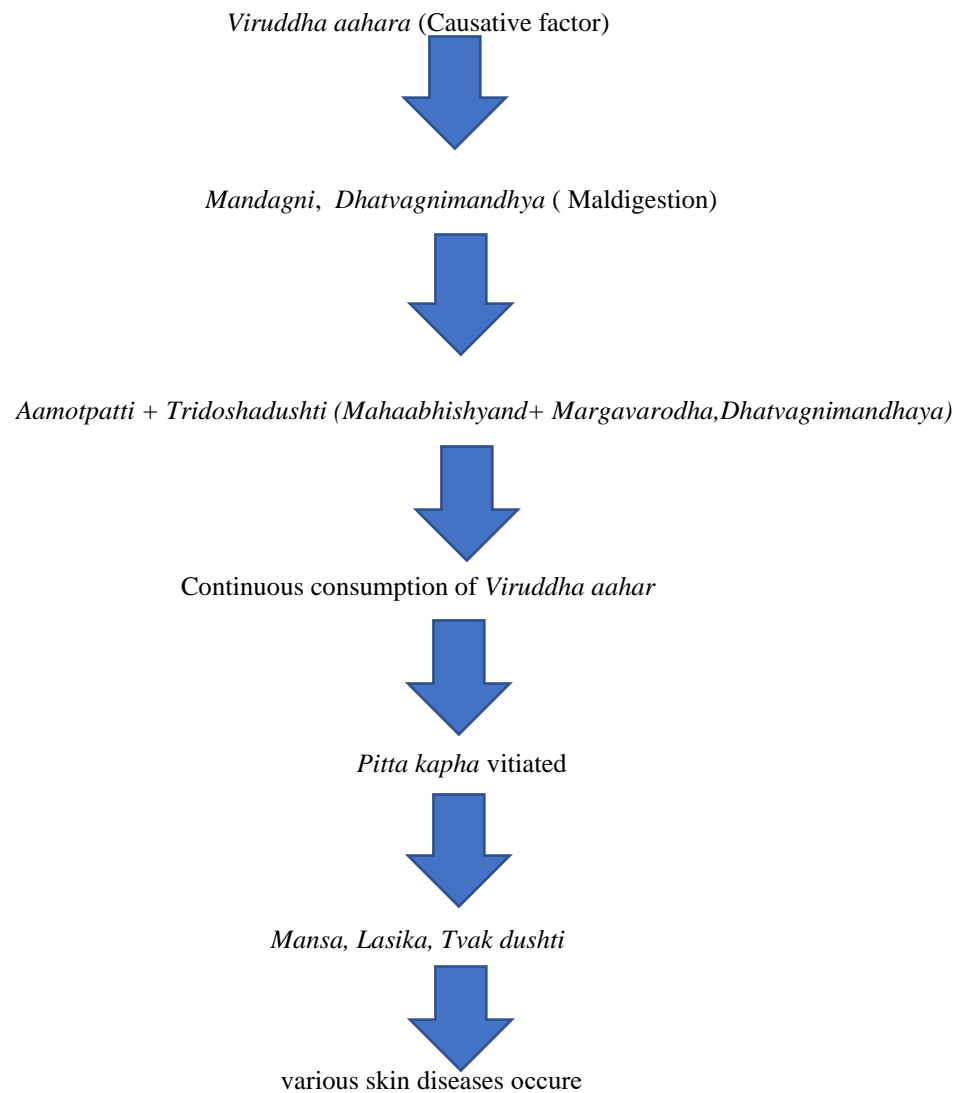 Viruddha aahara (Causative factor)
Mandagni, Dhatvagnimandhya ( Maldigestion)
Aamotpatti + Tridoshadushti (Mahaabhishyand+ Margavarodha,Dhatvagnimandhaya)
Continuous consumption of Viruddha aahar
Pitta kapha vitiated
Mansa, Lasika, Tvak dushti
various skin diseases occure